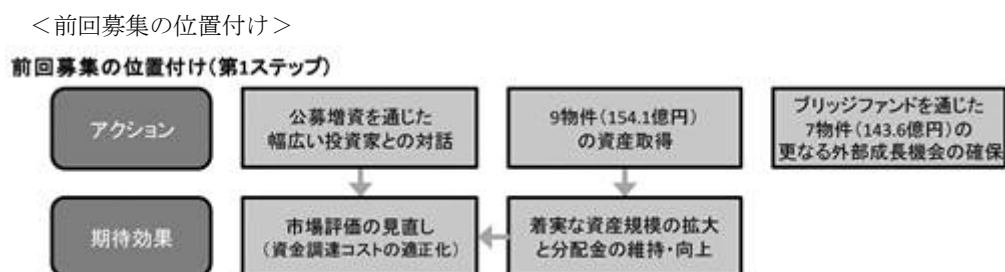 ＜前回募集の位置付け＞
前回募集の位置付け(第1ステップ)
アクション
公募増資を通じた
幅広い投資家との対話
9物件(154.1億円)
の資産取得
ブリッジファンドを通じた
7物件(143.6億円)の
更なる外部成長機会の確保
期待効果
市場評価の見直し
(資金調達コストの適正化)
着実な資産規模の拡大
と分配金の維持・向上